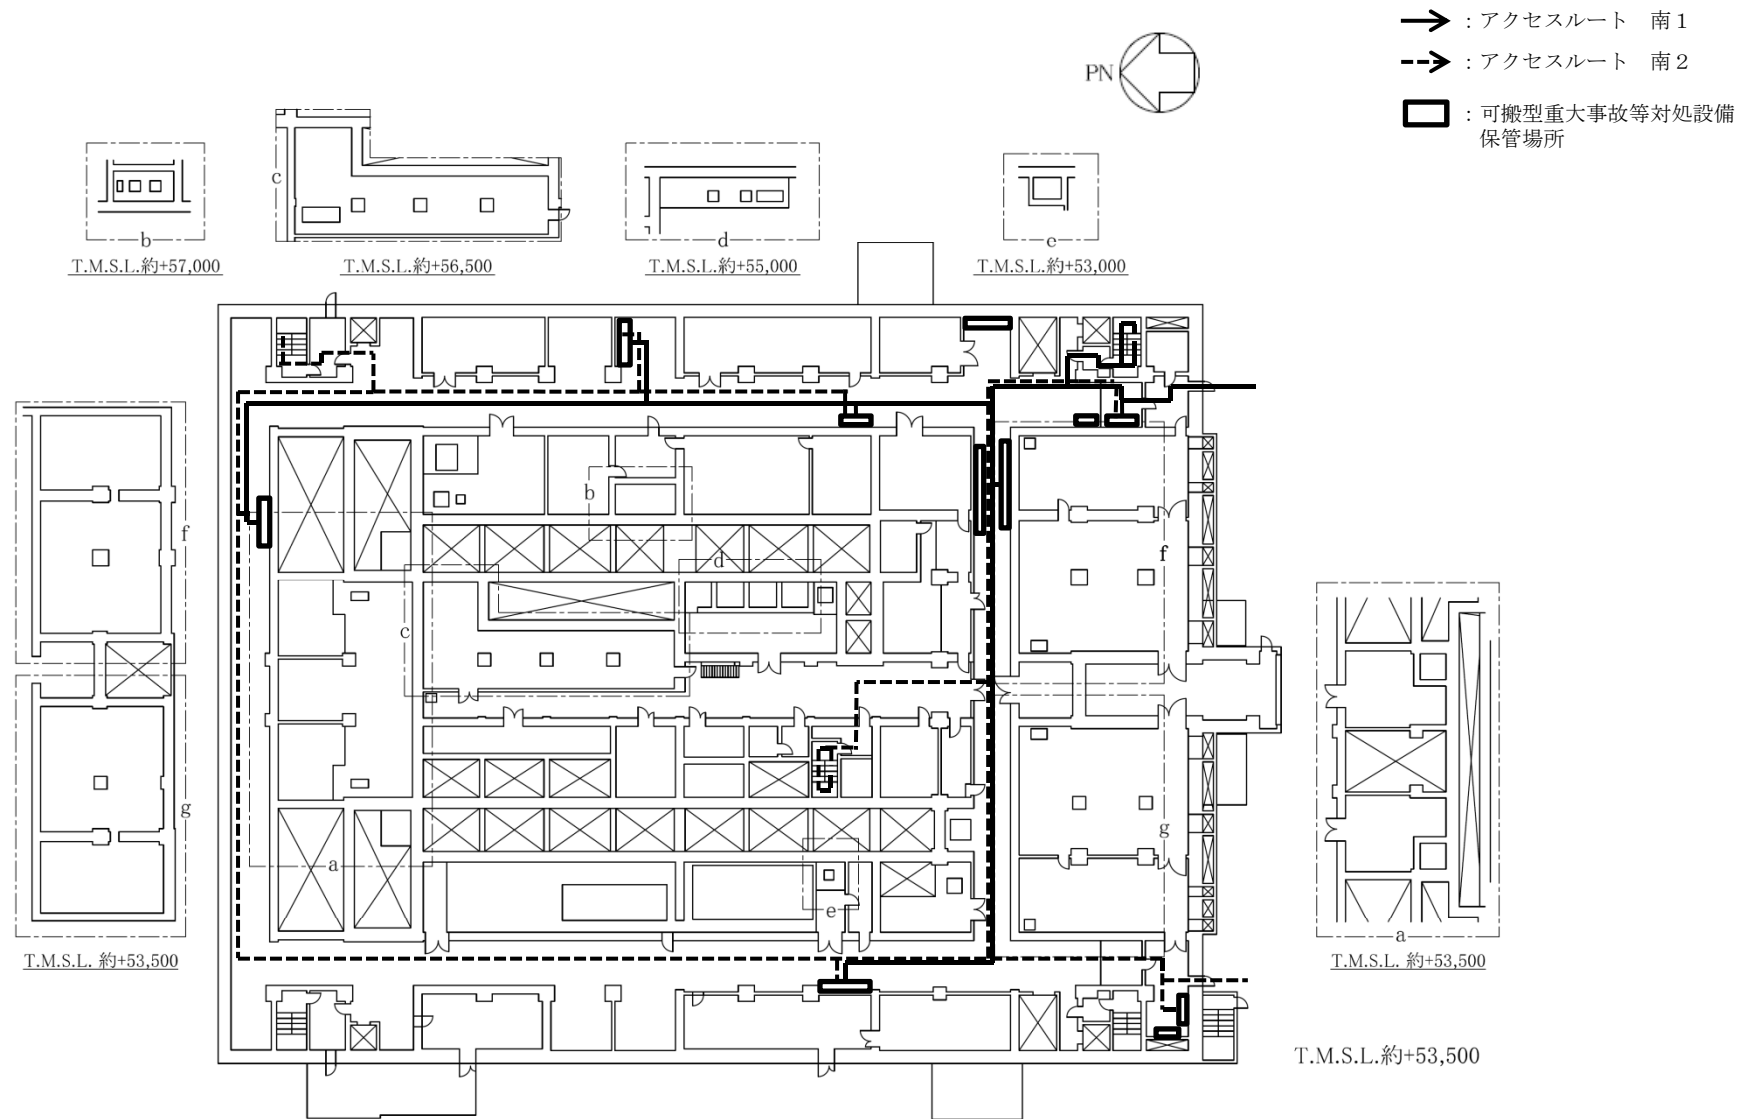 ：アクセスルート　南１
：アクセスルート　南２
：可搬型重大事故等対処設備
保管場所
PN
b
T.M.S.L.約+57,000
c
T.M.S.L.約+56,500
d
T.M.S.L.約+55,000
e
T.M.S.L.約+53,000
f
g
T.M.S.L. 約+53,500
b
d
c
a
e
f
g
a
T.M.S.L. 約+53,500
T.M.S.L.約+53,500